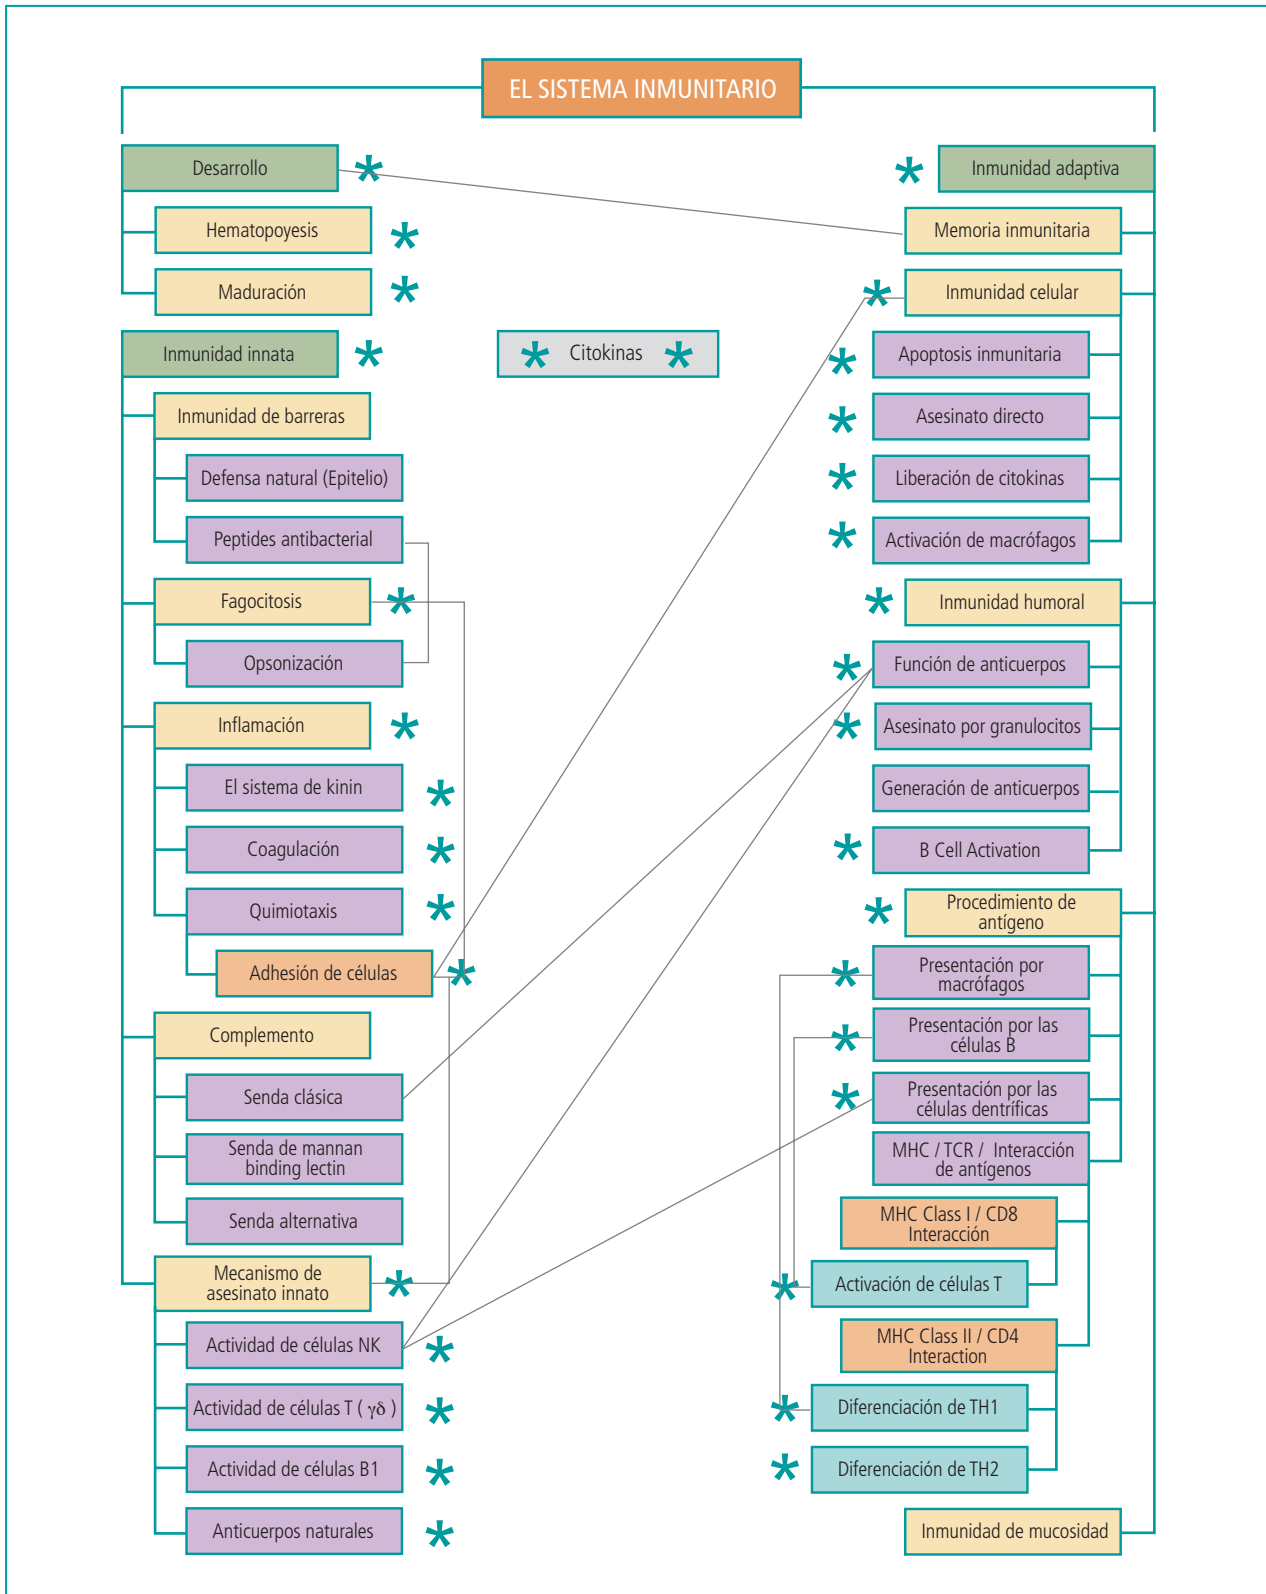 EL SISTEMA INMUNITARIO
Desarrollo
Hematopoyesis
Maduración
Inmunidad innata
Inmunidad de barreras
Defensa natural (Epitelio)
Peptides antibacterial
Fagocitosis
Opsonización
Inflamación
El sistema de kinin
Coagulación
Quimiotaxis
Adhesión de células
Complemento
Senda clásica
Senda de mannan
binding lectin
Senda alternativa
Mecanismo de
asesinato innato
Actividad de células NK
Actividad de células T ( γδ )
Actividad de células B1
Anticuerpos naturales
* Citokinas *
Inmunidad adaptiva
Memoria inmunitaria
Inmunidad celular
Apoptosis inmunitaria
Asesinato directo
Liberación de citokinas
Activación de macrófagos
Inmunidad humoral
Función de anticuerpos
Asesinato por granulocitos
Generación de anticuerpos
B Cell Activation
Procedimiento de
antígeno
Presentación por
macrófagos
Presentación por las
células B
Presentación por las
células dentríficas
MHC / TCR / Interacción
de antígenos
MHC Class I / CD8
Interacción
Activación de células T
MHC Class II / CD4
Interaction
Diferenciación de TH1
Diferenciación de TH2
Inmunidad de mucosidad